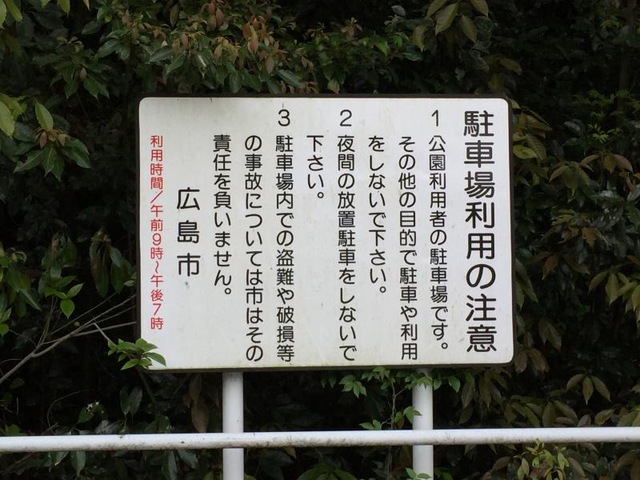 駐車場利用の注意
1 公園利用者の駐車場です。
その他の目的で駐車や利用
をしないで下さい。
2 夜間の放置駐車をしないで
下さい。
3 駐車場内での盗難や破損等
の事故については市はその
責任を負いません。
広島市
利用時間/午前9時~午後7時